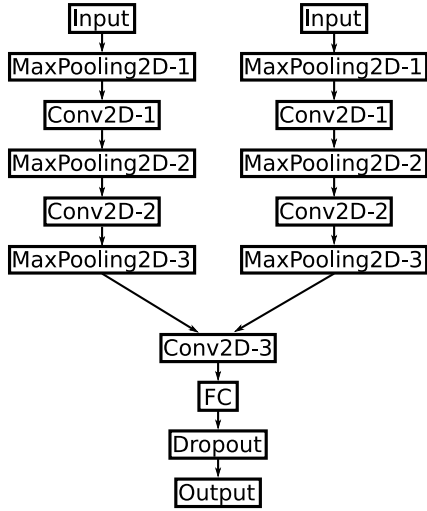 Input
MaxPooling2D-1
Conv2D-1
MaxPooling2D-2
Conv2D-2
MaxPooling2D-3
Input
MaxPooling2D-1
Conv2D-1
MaxPooling2D-2
Conv2D-2
MaxPooling2D-3
Conv2D-3
FC
Dropout
Output